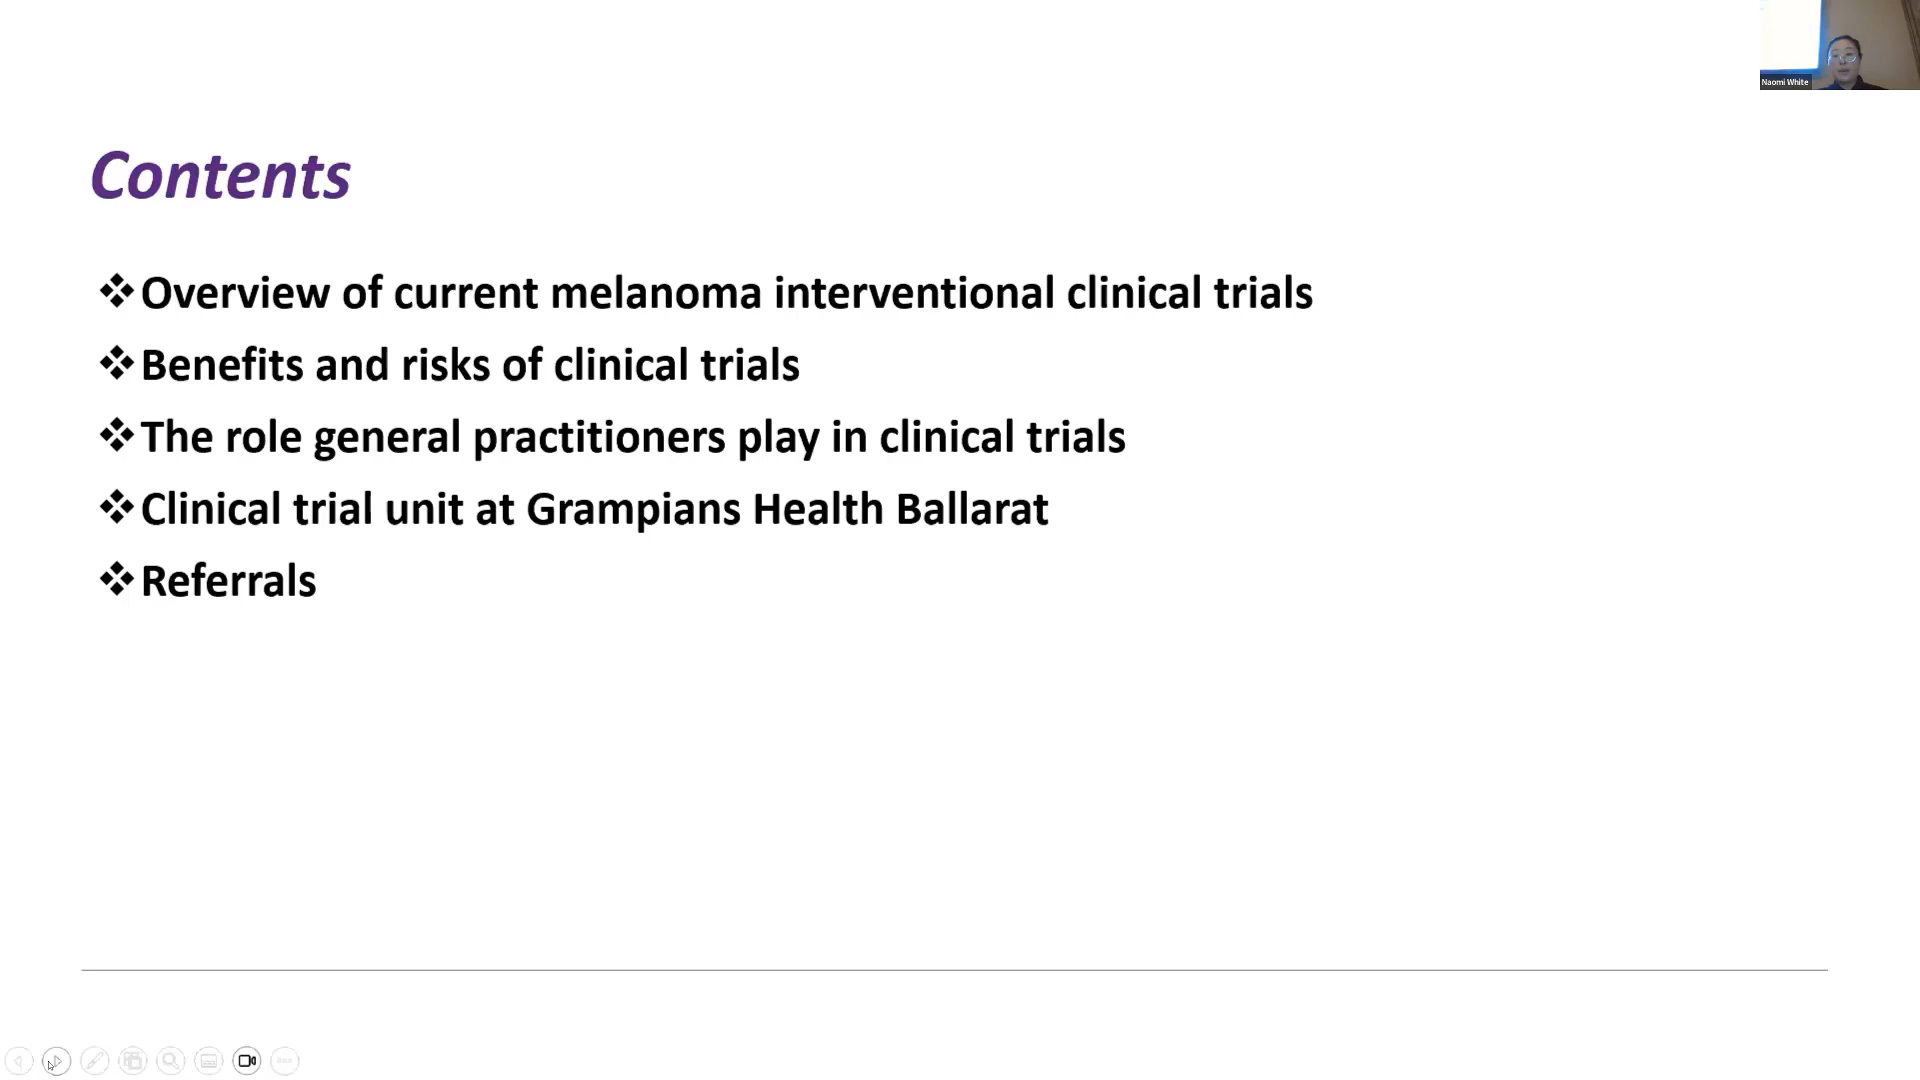 Naomi White
Contents
❖Overview of current melanoma interventional clinical trials
❖Benefits and risks of clinical trials
❖The role general practitioners play in clinical trials
❖Clinical trial unit at Grampians Health Ballarat
❖Referrals